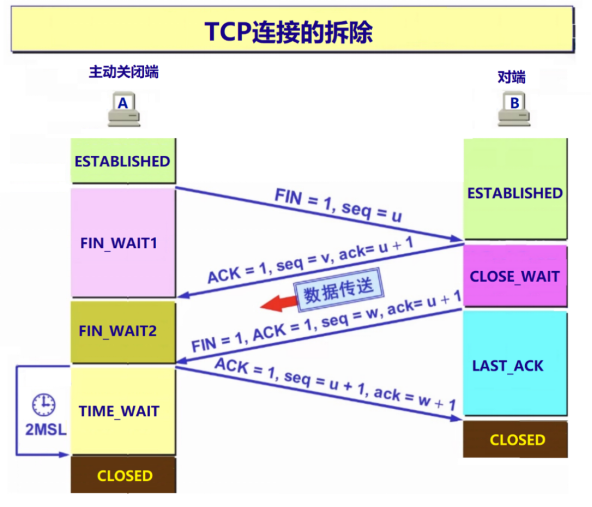 TCP连接的拆除
主动关闭端
对端
A
B
ESTABLISHED
ESTABLISHED
FIN = 1, seq = u
FIN_WAIT1
ACK = 1, seq = v, ack= u + 1
CLOSE_WAIT
数据传送
FIN_WAIT2
FIN = 1, ACK = 1, seq = w, ack= u + 1
LAST_ACK
ACK = 1, seq = u + 1, ack = w + 1
TIME_WAIT
2MSL
CLOSED
CLOSED